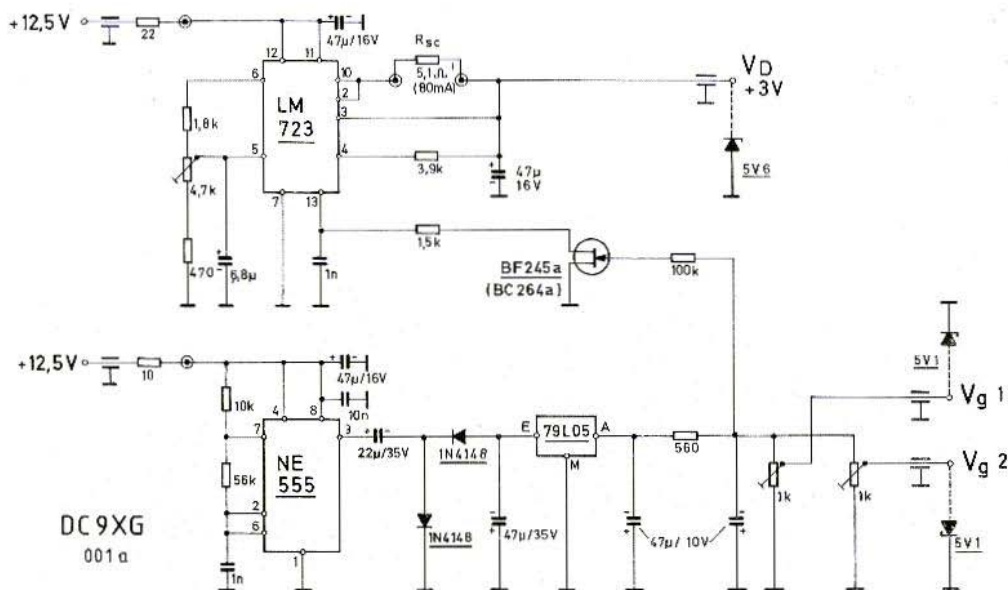 +12,5V
22
47µ/16V
12
11
6
10
2
3
5
4
7
13
LM
723
Rsc
5,1Ω
(80mA)
VD
+3V
1,8k
4,7k
470
6,8µ
3,9k
47µ
16V
5V6
1n
1,5k
BF245a
(BC264a)
100k
+12,5V
10
47µ/16V
10n
10k
4
8
7
3
2
6
1
NE
555
56k
1n
22µ/35V
1N4148
1N4148
47µ/35V
E
79L05
A
M
560
47µ/10V
1k
1k
5V1
Vg 1
Vg 2
5V1
DC9XG
001a